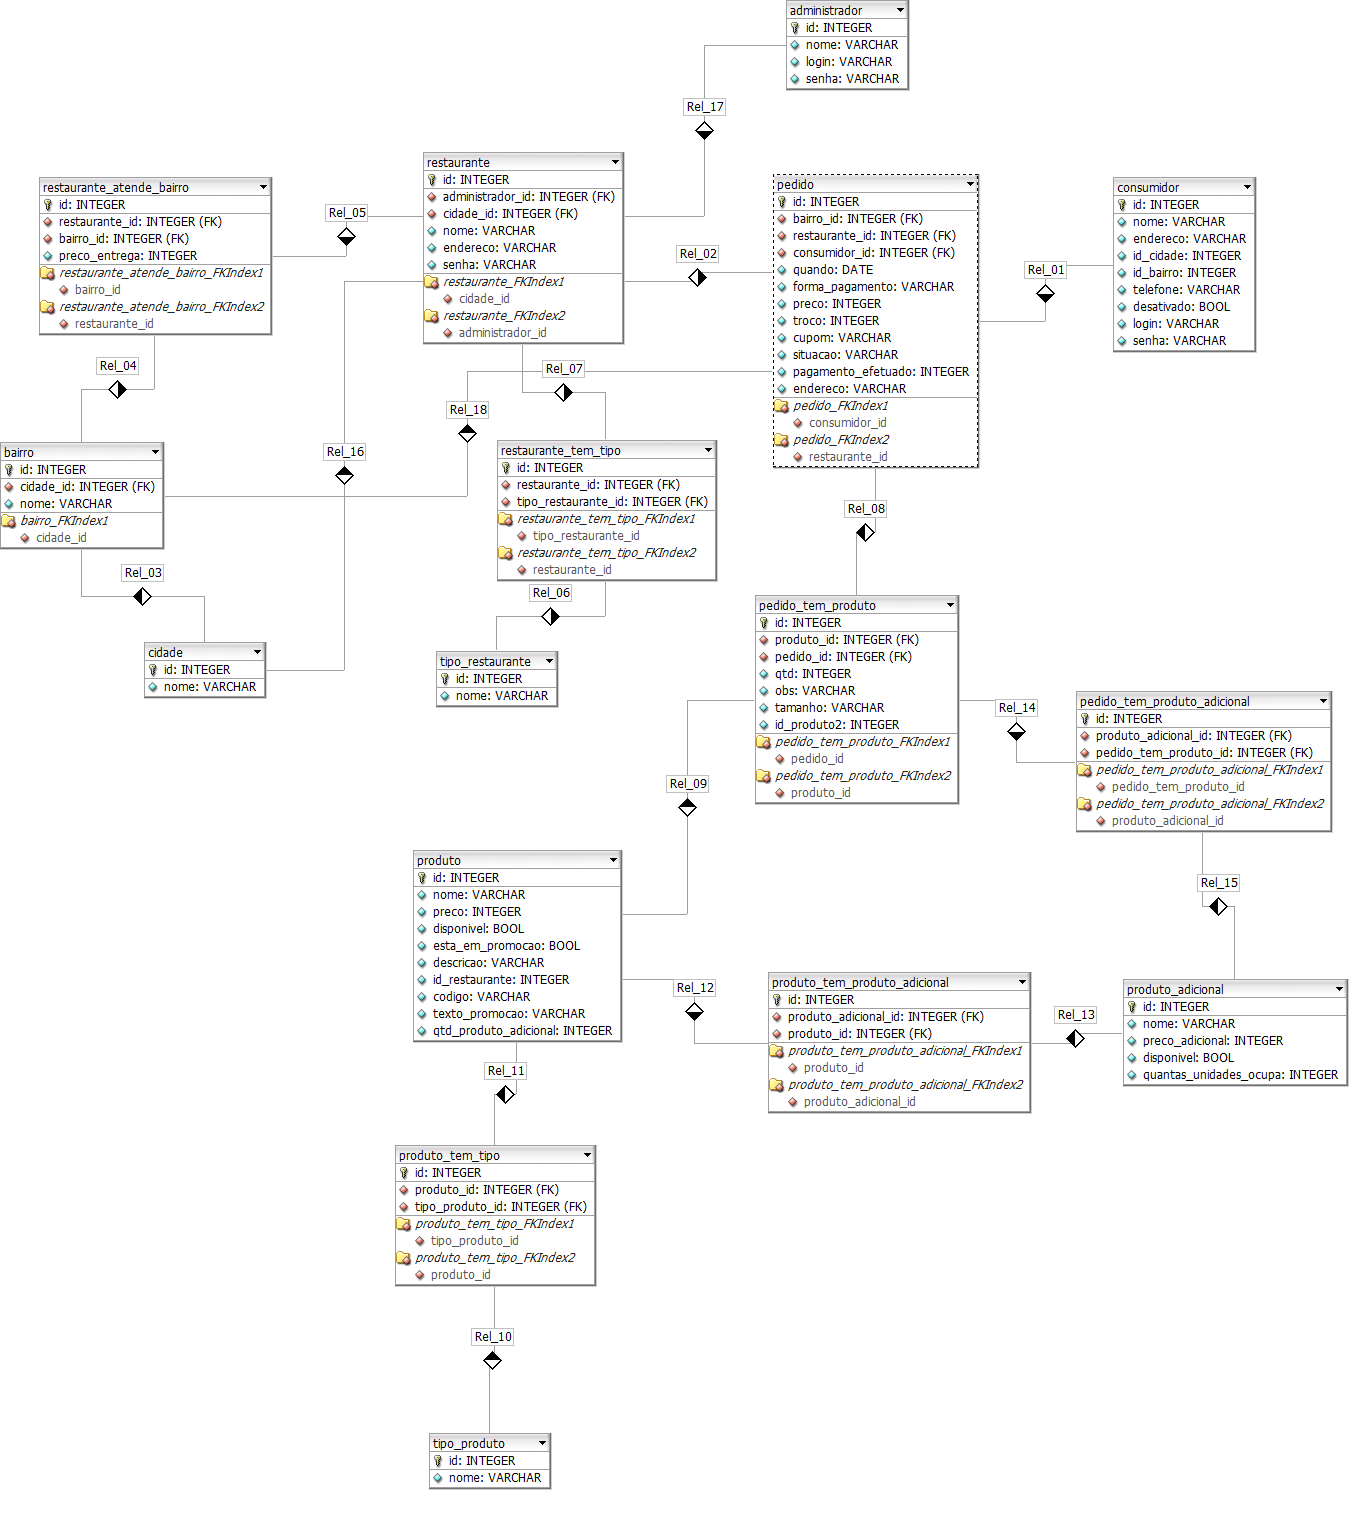 administrador
id: INTEGER
nome: VARCHAR
login: VARCHAR
senha: VARCHAR
Rel_17
restaurante
id: INTEGER
administrador_id: INTEGER (FK)
cidade_id: INTEGER (FK)
nome: VARCHAR
endereco: VARCHAR
senha: VARCHAR
restaurante_FKIndex1
cidade_id
restaurante_FKIndex2
administrador_id
restaurante_atende_bairro
id: INTEGER
restaurante_id: INTEGER (FK)
bairro_id: INTEGER (FK)
preco_entrega: INTEGER
restaurante_atende_bairro_FKIndex1
bairro_id
restaurante_atende_bairro_FKIndex2
restaurante_id
Rel_05
Rel_02
pedido
id: INTEGER
bairro_id: INTEGER (FK)
restaurante_id: INTEGER (FK)
consumidor_id: INTEGER (FK)
quando: DATE
forma_pagamento: VARCHAR
preco: INTEGER
troco: INTEGER
cupom: VARCHAR
situacao: VARCHAR
pagamento_efetuado: INTEGER
endereco: VARCHAR
pedido_FKIndex1
consumidor_id
pedido_FKIndex2
restaurante_id
Rel_01
consumidor
id: INTEGER
nome: VARCHAR
endereco: VARCHAR
id_cidade: INTEGER
id_bairro: INTEGER
telefone: VARCHAR
desativado: BOOL
login: VARCHAR
senha: VARCHAR
Rel_04
Rel_07
Rel_18
Rel_16
bairro
id: INTEGER
cidade_id: INTEGER (FK)
nome: VARCHAR
bairro_FKIndex1
cidade_id
restaurante_tem_tipo
id: INTEGER
restaurante_id: INTEGER (FK)
tipo_restaurante_id: INTEGER (FK)
restaurante_tem_tipo_FKIndex1
tipo_restaurante_id
restaurante_tem_tipo_FKIndex2
restaurante_id
Rel_08
Rel_03
Rel_06
cidade
id: INTEGER
nome: VARCHAR
tipo_restaurante
id: INTEGER
nome: VARCHAR
pedido_tem_produto
id: INTEGER
produto_id: INTEGER (FK)
pedido_id: INTEGER (FK)
qtd: INTEGER
obs: VARCHAR
tamanho: VARCHAR
id_produto2: INTEGER
pedido_tem_produto_FKIndex1
pedido_id
pedido_tem_produto_FKIndex2
produto_id
Rel_14
pedido_tem_produto_adicional
id: INTEGER
produto_adicional_id: INTEGER (FK)
pedido_tem_produto_id: INTEGER (FK)
pedido_tem_produto_adicional_FKIndex1
pedido_tem_produto_id
pedido_tem_produto_adicional_FKIndex2
produto_adicional_id
Rel_09
Rel_15
produto
id: INTEGER
nome: VARCHAR
preco: INTEGER
disponivel: BOOL
esta_em_promocao: BOOL
descricao: VARCHAR
id_restaurante: INTEGER
codigo: VARCHAR
texto_promocao: VARCHAR
qtd_produto_adicional: INTEGER
Rel_12
produto_tem_produto_adicional
id: INTEGER
produto_adicional_id: INTEGER (FK)
produto_id: INTEGER (FK)
produto_tem_produto_adicional_FKIndex1
produto_id
produto_tem_produto_adicional_FKIndex2
produto_adicional_id
Rel_13
produto_adicional
id: INTEGER
nome: VARCHAR
preco_adicional: INTEGER
disponivel: BOOL
quantas_unidades_ocupa: INTEGER
Rel_11
produto_tem_tipo
id: INTEGER
produto_id: INTEGER (FK)
tipo_produto_id: INTEGER (FK)
produto_tem_tipo_FKIndex1
tipo_produto_id
produto_tem_tipo_FKIndex2
produto_id
Rel_10
tipo_produto
id: INTEGER
nome: VARCHAR